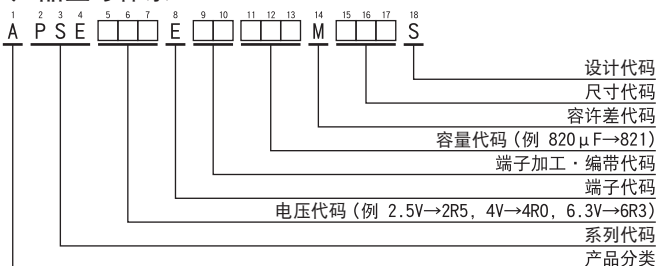 1 2 3 4 5 6 7 8 9 10 11 12 13 14 15 16 17 18
A P S E □□□ E □□ □□□ M □□□ S
设计代码
尺寸代码
容许差代码
容量代码 (例 820μF→821)
端子加工・编带代码
端子代码
电压代码 (例 2.5V→2R5, 4V→4R0, 6.3V→6R3)
系列代码
产品分类